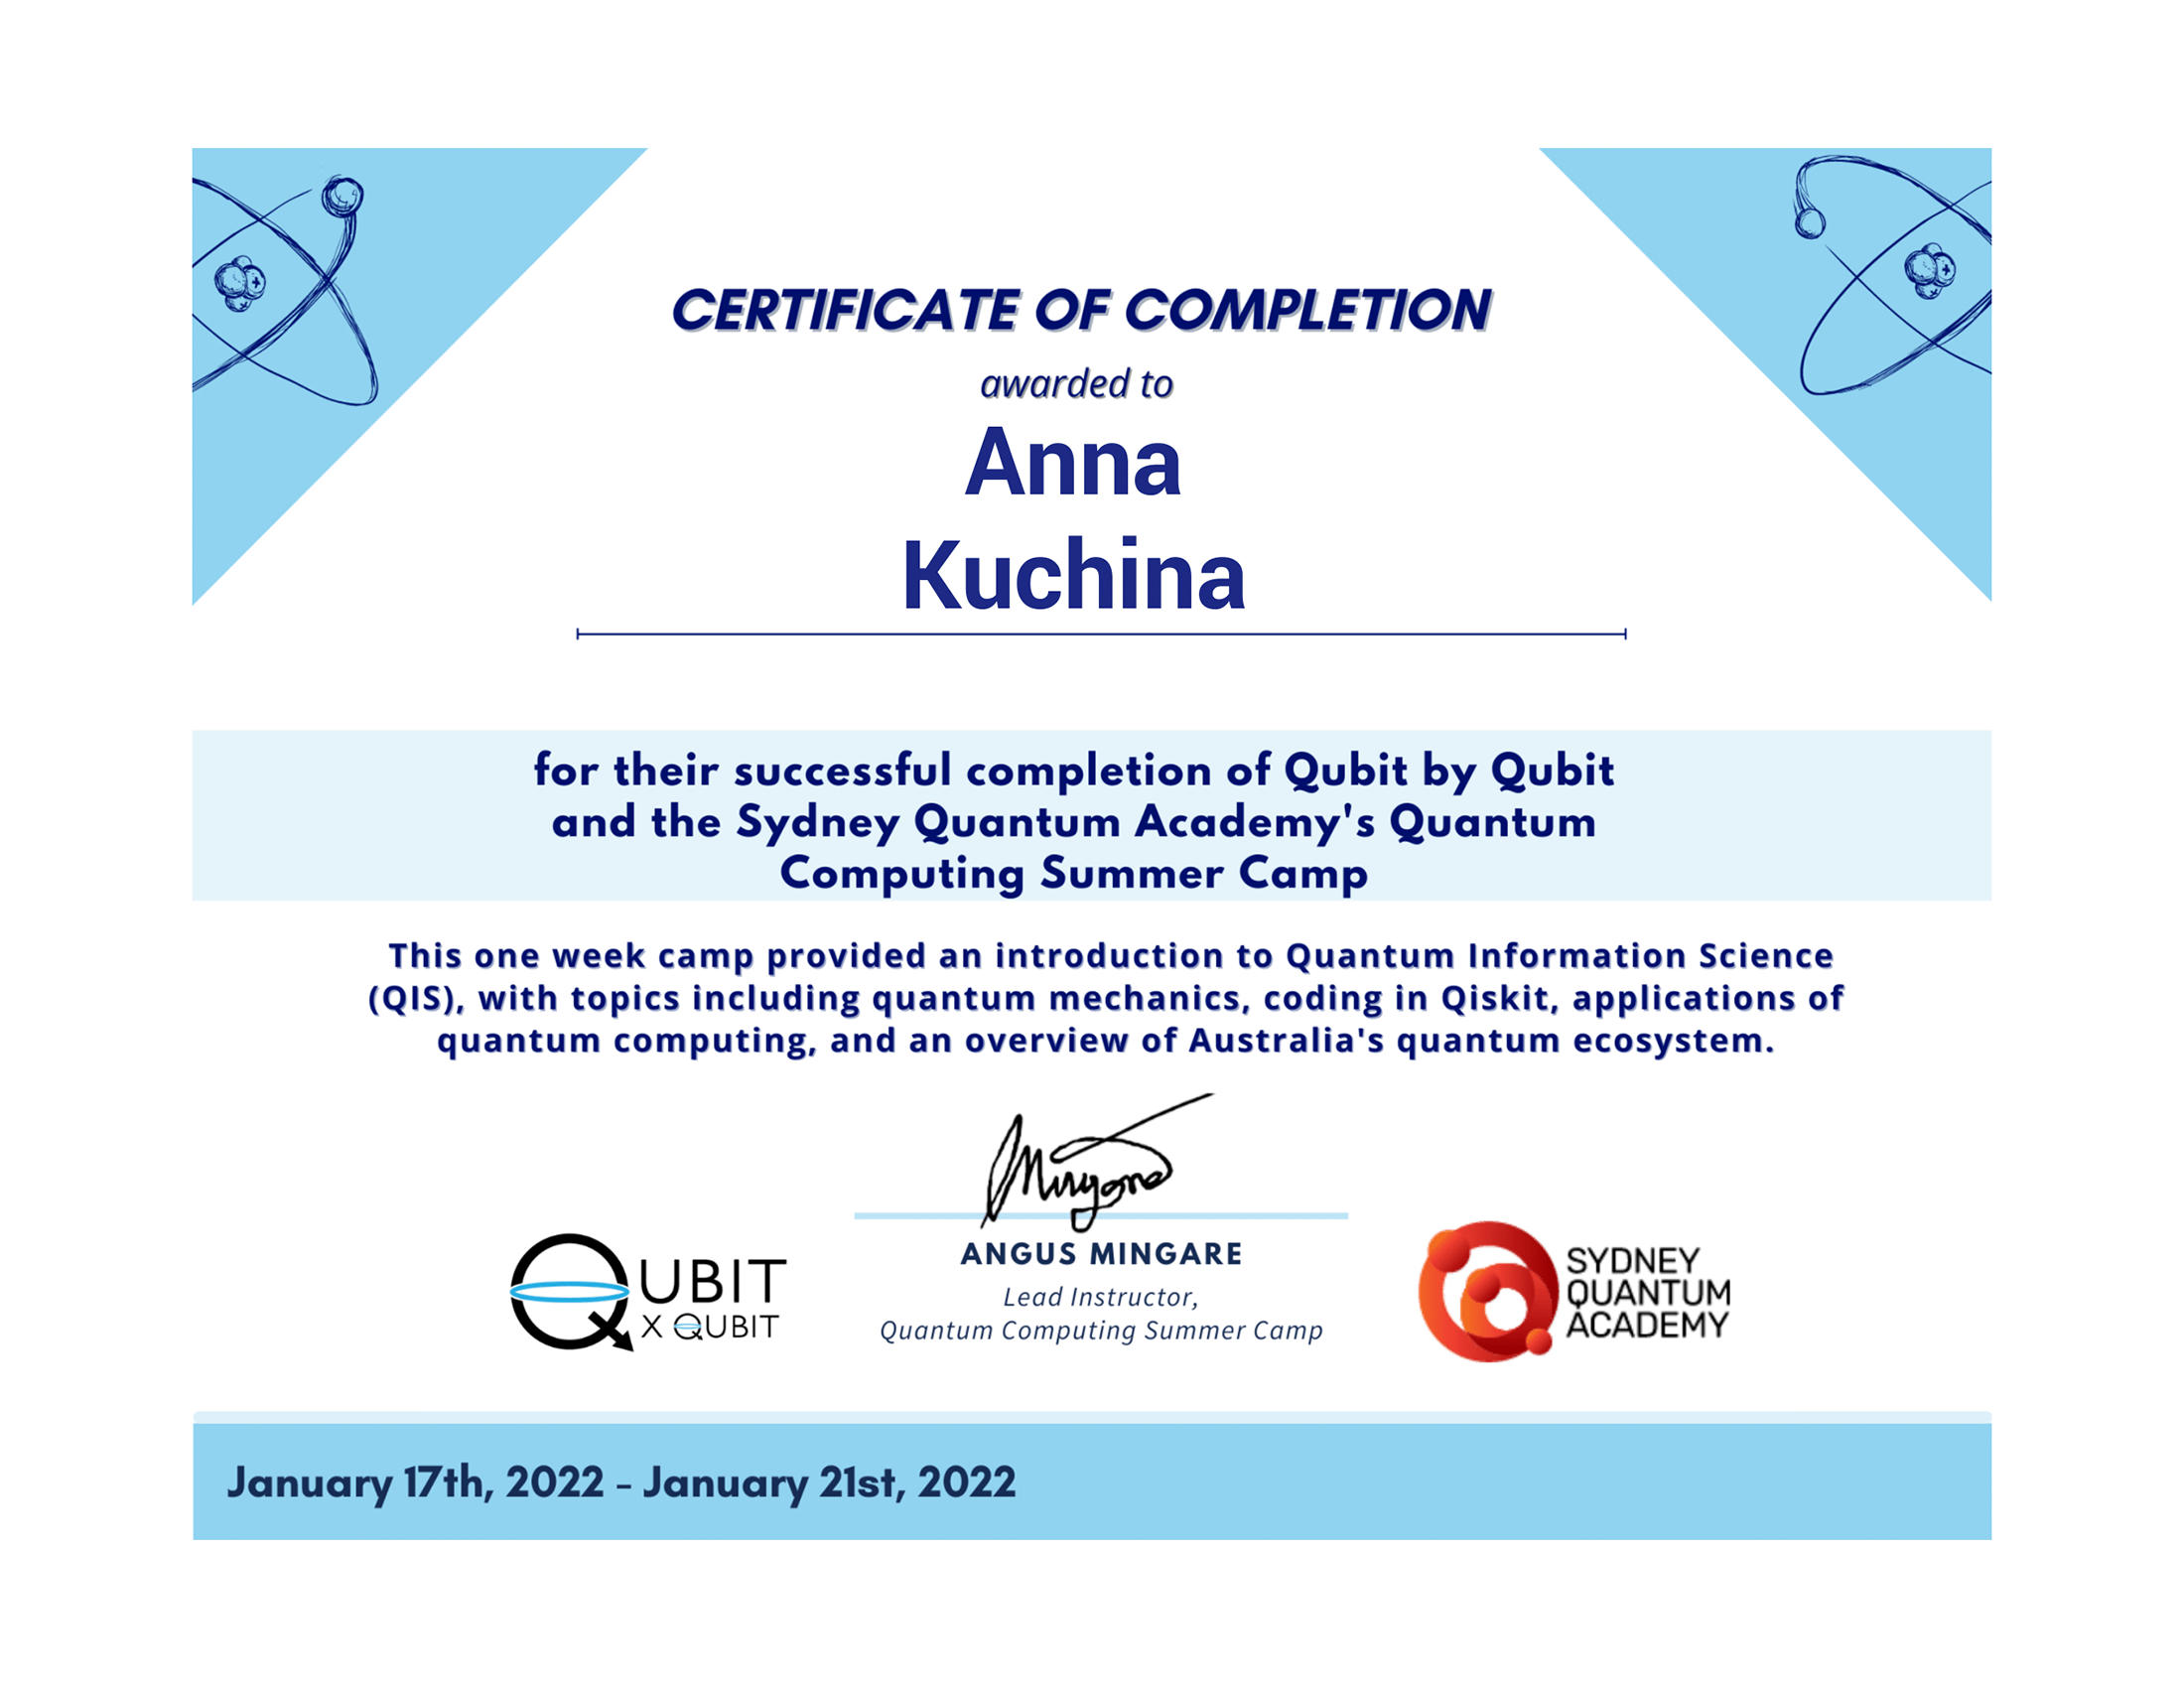 CERTIFICATE OF COMPLETION
awarded to
Anna
Kuchina
for their successful completion of Qubit by Qubit
and the Sydney Quantum Academy's Quantum
Computing Summer Camp
This one week camp provided an introduction to Quantum Information Science
(QIS), with topics including quantum mechanics, coding in Qiskit, applications of
quantum computing, and an overview of Australia's quantum ecosystem.
Mingare
ANGUS MINGARE
Lead Instructor,
Quantum Computing Summer Camp
QUBIT
X QUBIT
SYDNEY
QUANTUM
ACADEMY
January 17th, 2022 - January 21st, 2022